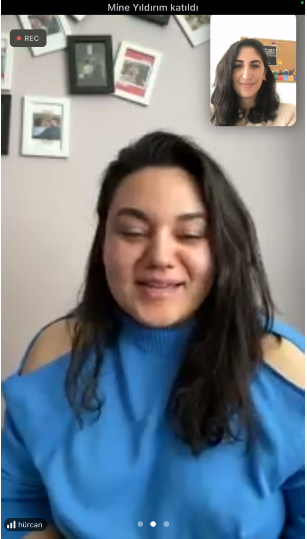 Mine Yıldırım katıldı
REC
hürcan